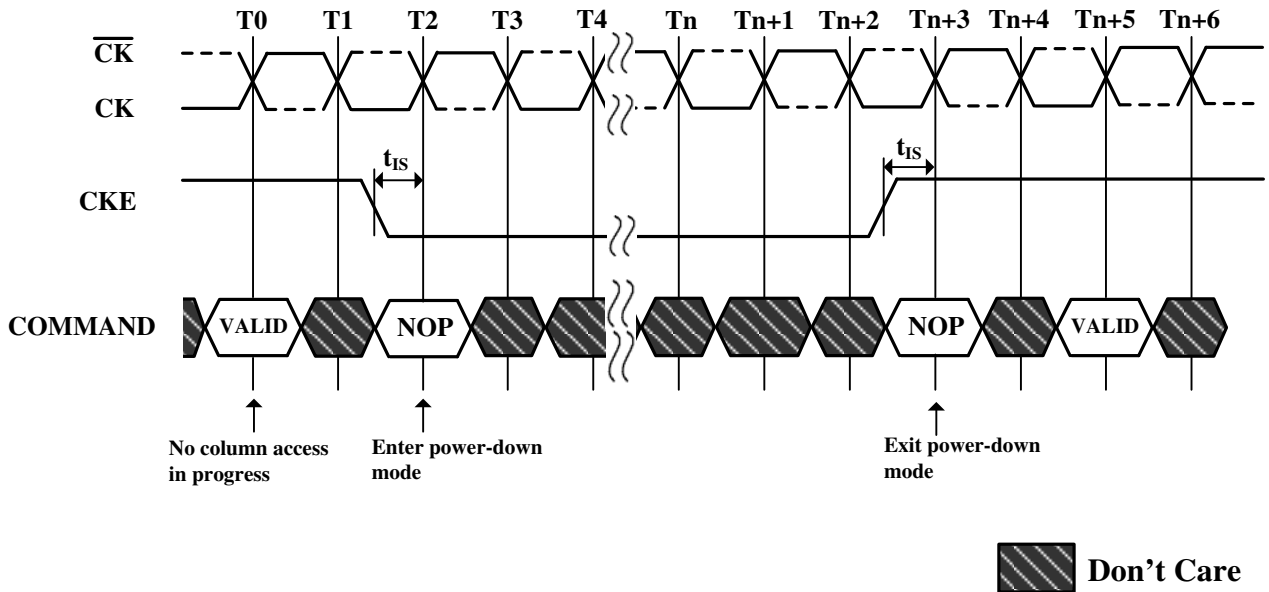 T0 T1 T2 T3 T4 Tn Tn+1 Tn+2 Tn+3 Tn+4 Tn+5 Tn+6
CK
CK
tIS tIS
CKE
COMMAND VALID NOP NOP VALID
No column access
in progress
Enter power-down
mode
Exit power-down
mode
Don't Care